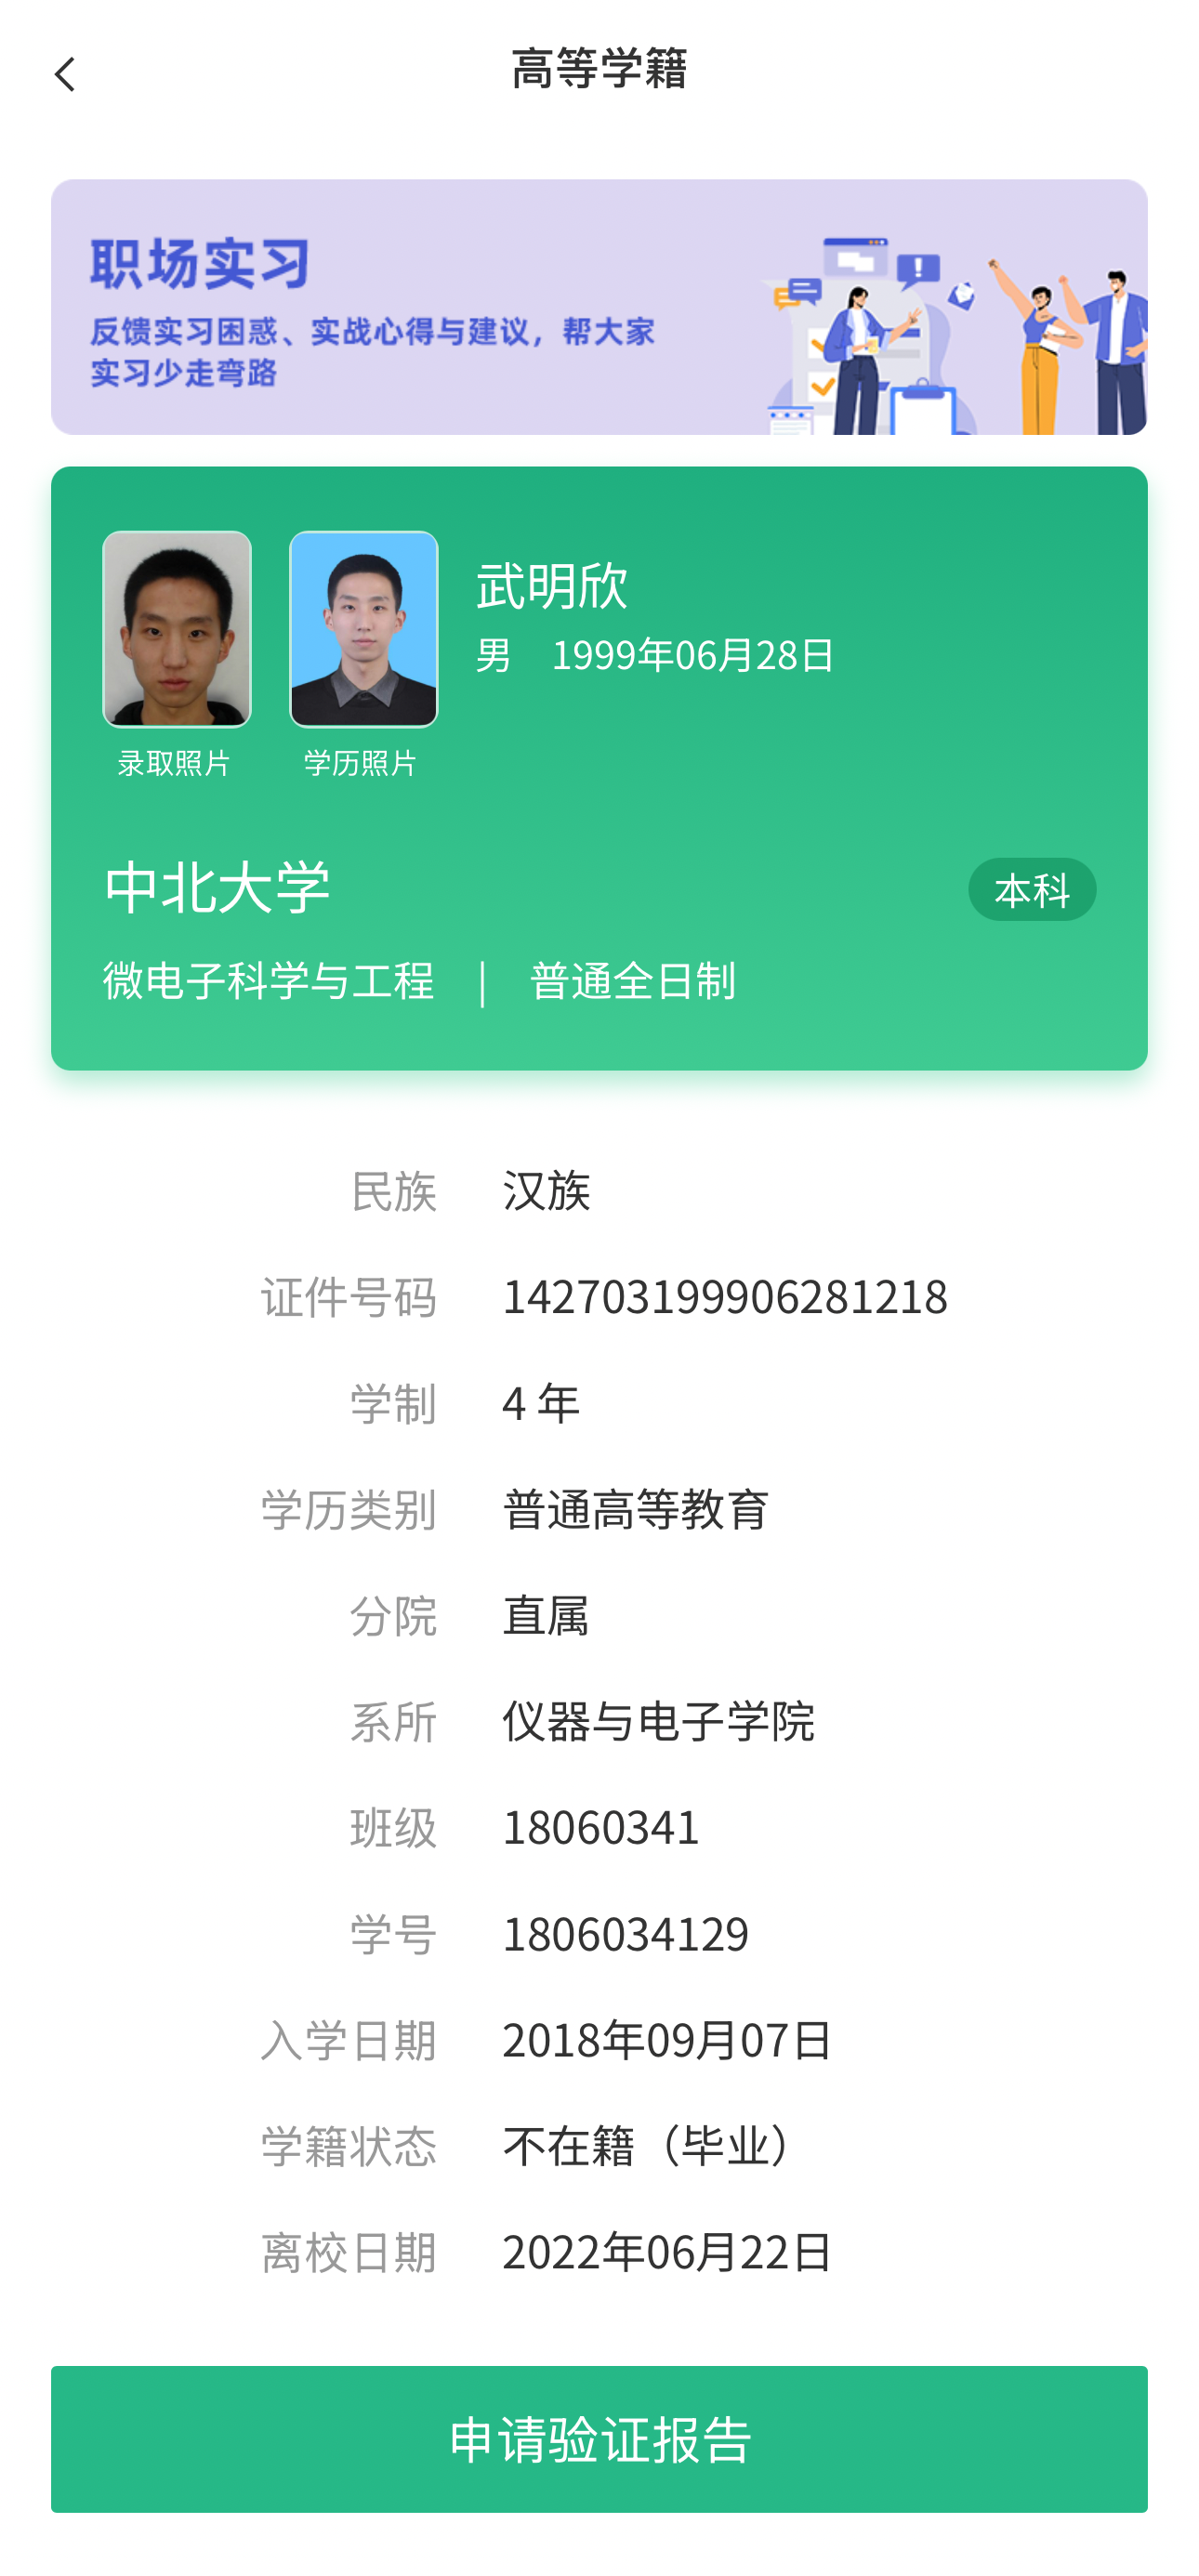 高等学籍
职场实习
反馈实习困惑、实战心得与建议，帮大家
实习少走弯路
武明欣
男 1999年06月28日
录取照片 学历照片
中北大学 本科
微电子科学与工程 | 普通全日制
民族 汉族
证件号码 142703199906281218
学制 4 年
学历类别 普通高等教育
分院 直属
系所 仪器与电子学院
班级 18060341
学号 1806034129
入学日期 2018年09月07日
学籍状态 不在籍（毕业）
离校日期 2022年06月22日
申请验证报告